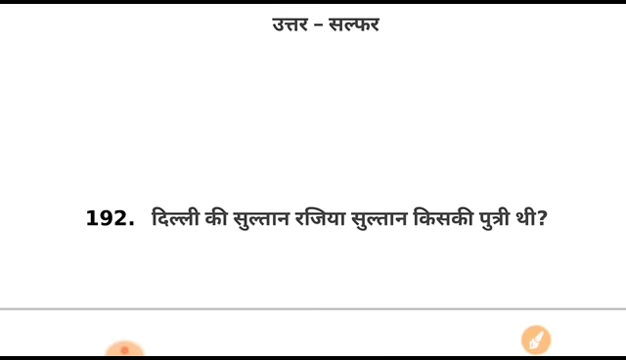 उत्तर – सल्फर
192. दिल्ली की सुल्तान रजिया सुल्तान किसकी पुत्री थी?